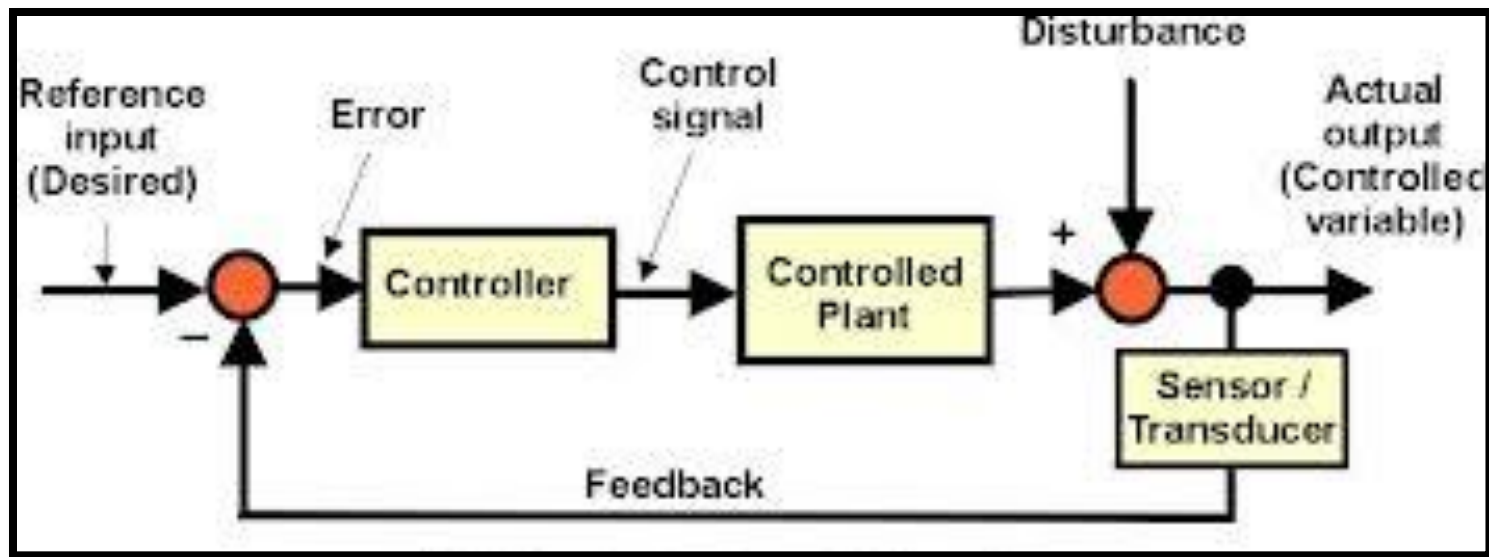 Disturbance
Reference
input
(Desired)
Error
Control
signal
Actual
output
(Controlled
variable)
+
Controller
Controlled
Plant
−
Sensor /
Transducer
Feedback